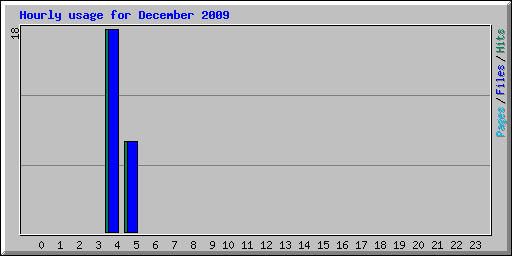 Hourly usage for December 2009
18
Pages/Files/Hits
0 1 2 3 4 5 6 7 8 9 10 11 12 13 14 15 16 17 18 19 20 21 22 23